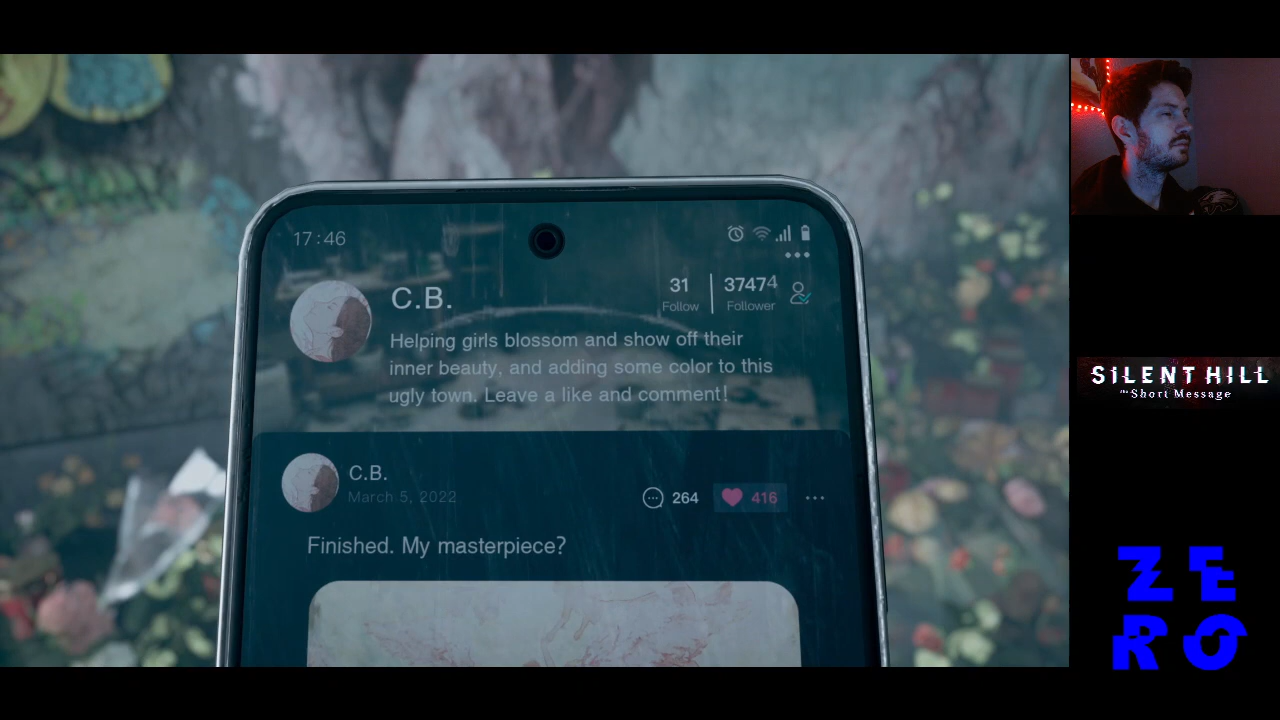 17:46
C.B.
31
Follow
37474
Follower
Helping girls blossom and show off their
inner beauty, and adding some color to this
ugly town. Leave a like and comment!
C.B.
March 5, 2022
264
416
Finished. My masterpiece?
SILENT HILL
The Short Message
ZE
RO